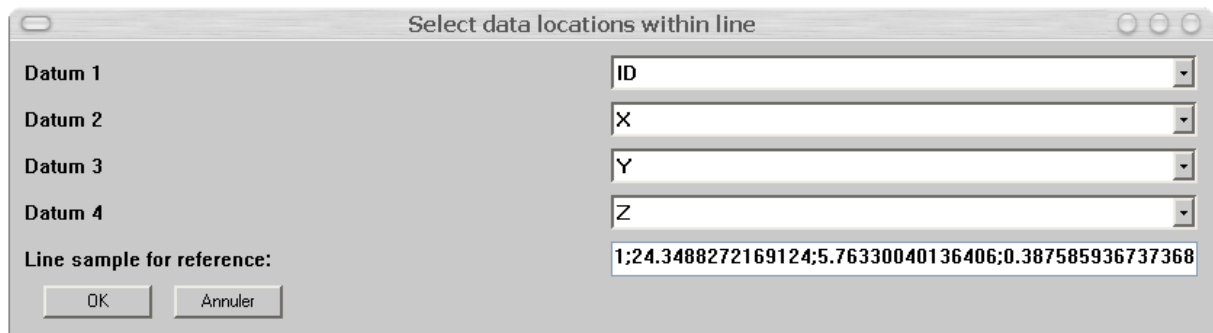 Select data locations within line
Datum 1 ID
Datum 2 X
Datum 3 Y
Datum 4 Z
Line sample for reference: 1;24.3488272169124;5.76330040136406;0.387585936737368
OK Annuler